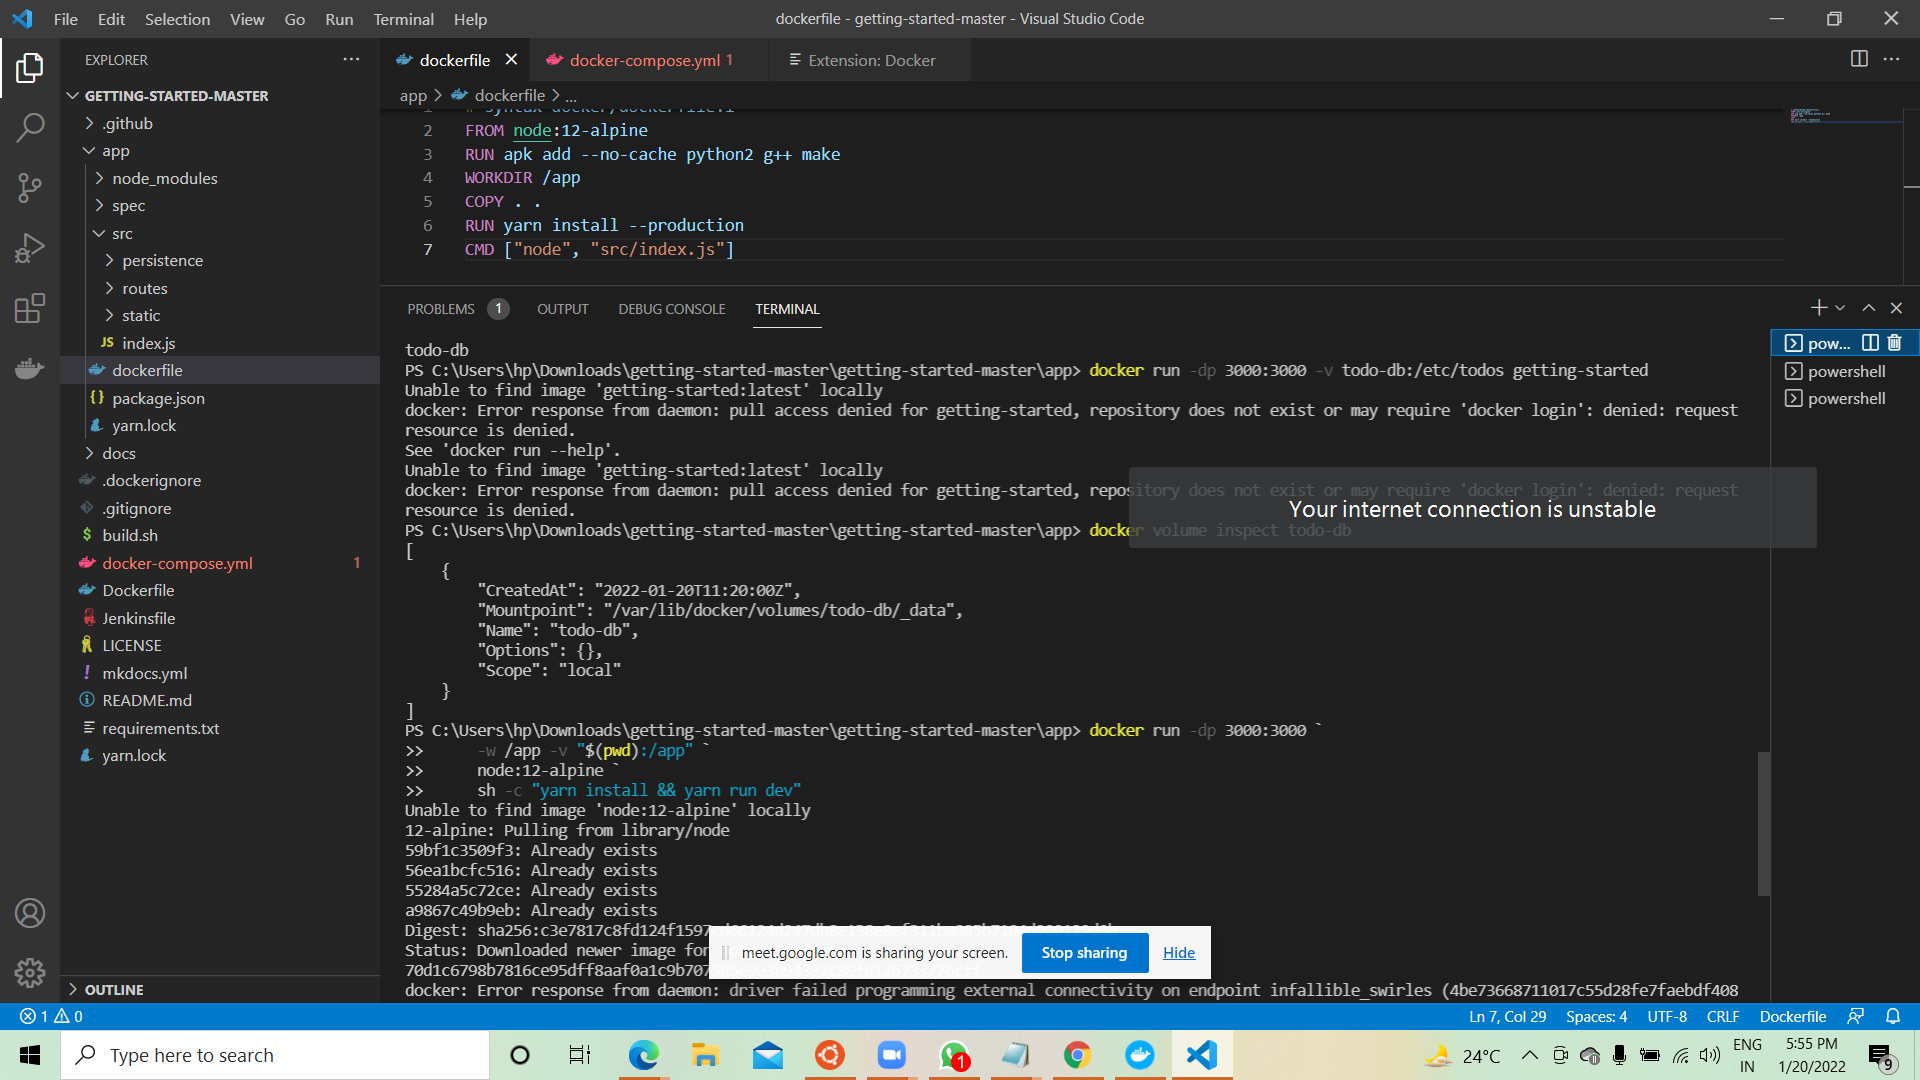 File Edit Selection View Go Run Terminal Help
dockerfile - getting-started-master - Visual Studio Code
EXPLORER
GETTING-STARTED-MASTER
.github
app
node_modules
spec
src
persistence
routes
static
JS index.js
dockerfile
{} package.json
yarn.lock
docs
.dockerignore
.gitignore
$ build.sh
docker-compose.yml 1
Dockerfile
Jenkinsfile
LICENSE
! mkdocs.yml
README.md
requirements.txt
yarn.lock
OUTLINE
dockerfile
docker-compose.yml 1
Extension: Docker
app > dockerfile > ...
1 # syntax=docker/dockerfile:1
2 FROM node:12-alpine
3 RUN apk add --no-cache python2 g++ make
4 WORKDIR /app
5 COPY . .
6 RUN yarn install --production
7 CMD ["node", "src/index.js"]
PROBLEMS 1 OUTPUT DEBUG CONSOLE TERMINAL
todo-db
PS C:\Users\hp\Downloads\getting-started-master\getting-started-master\app> docker run -dp 3000:3000 -v todo-db:/etc/todos getting-started
Unable to find image 'getting-started:latest' locally
docker: Error response from daemon: pull access denied for getting-started, repository does not exist or may require 'docker login': denied: request
resource is denied.
See 'docker run --help'.
Unable to find image 'getting-started:latest' locally
docker: Error response from daemon: pull access denied for getting-started, repository does not exist or may require 'docker login': denied: request
resource is denied.
PS C:\Users\hp\Downloads\getting-started-master\getting-started-master\app> docker volume inspect todo-db
[
{
"CreatedAt": "2022-01-20T11:20:00Z",
"Mountpoint": "/var/lib/docker/volumes/todo-db/_data",
"Name": "todo-db",
"Options": {},
"Scope": "local"
}
]
PS C:\Users\hp\Downloads\getting-started-master\getting-started-master\app> docker run -dp 3000:3000 `
>> -w /app -v "$(pwd):/app" `
>> node:12-alpine `
>> sh -c "yarn install && yarn run dev"
Unable to find image 'node:12-alpine' locally
12-alpine: Pulling from library/node
59bf1c3509f3: Already exists
56ea1bcfc516: Already exists
55284a5c72ce: Already exists
a9867c49b9eb: Already exists
Digest: sha256:c3e7817c8fd124f1597
Status: Downloaded newer image for
70d1c6798b7816ce95dff8aaf0a1c9b707
docker: Error response from daemon: driver failed programming external connectivity on endpoint infallible_swirles (4be73668711017c55d28fe7faebdf408
pow...
powershell
powershell
Your internet connection is unstable
meet.google.com is sharing your screen. Stop sharing Hide
1 0
Ln 7, Col 29 Spaces: 4 UTF-8 CRLF Dockerfile
Type here to search
1
24°C
ENG
IN
5:55 PM
1/20/2022
9